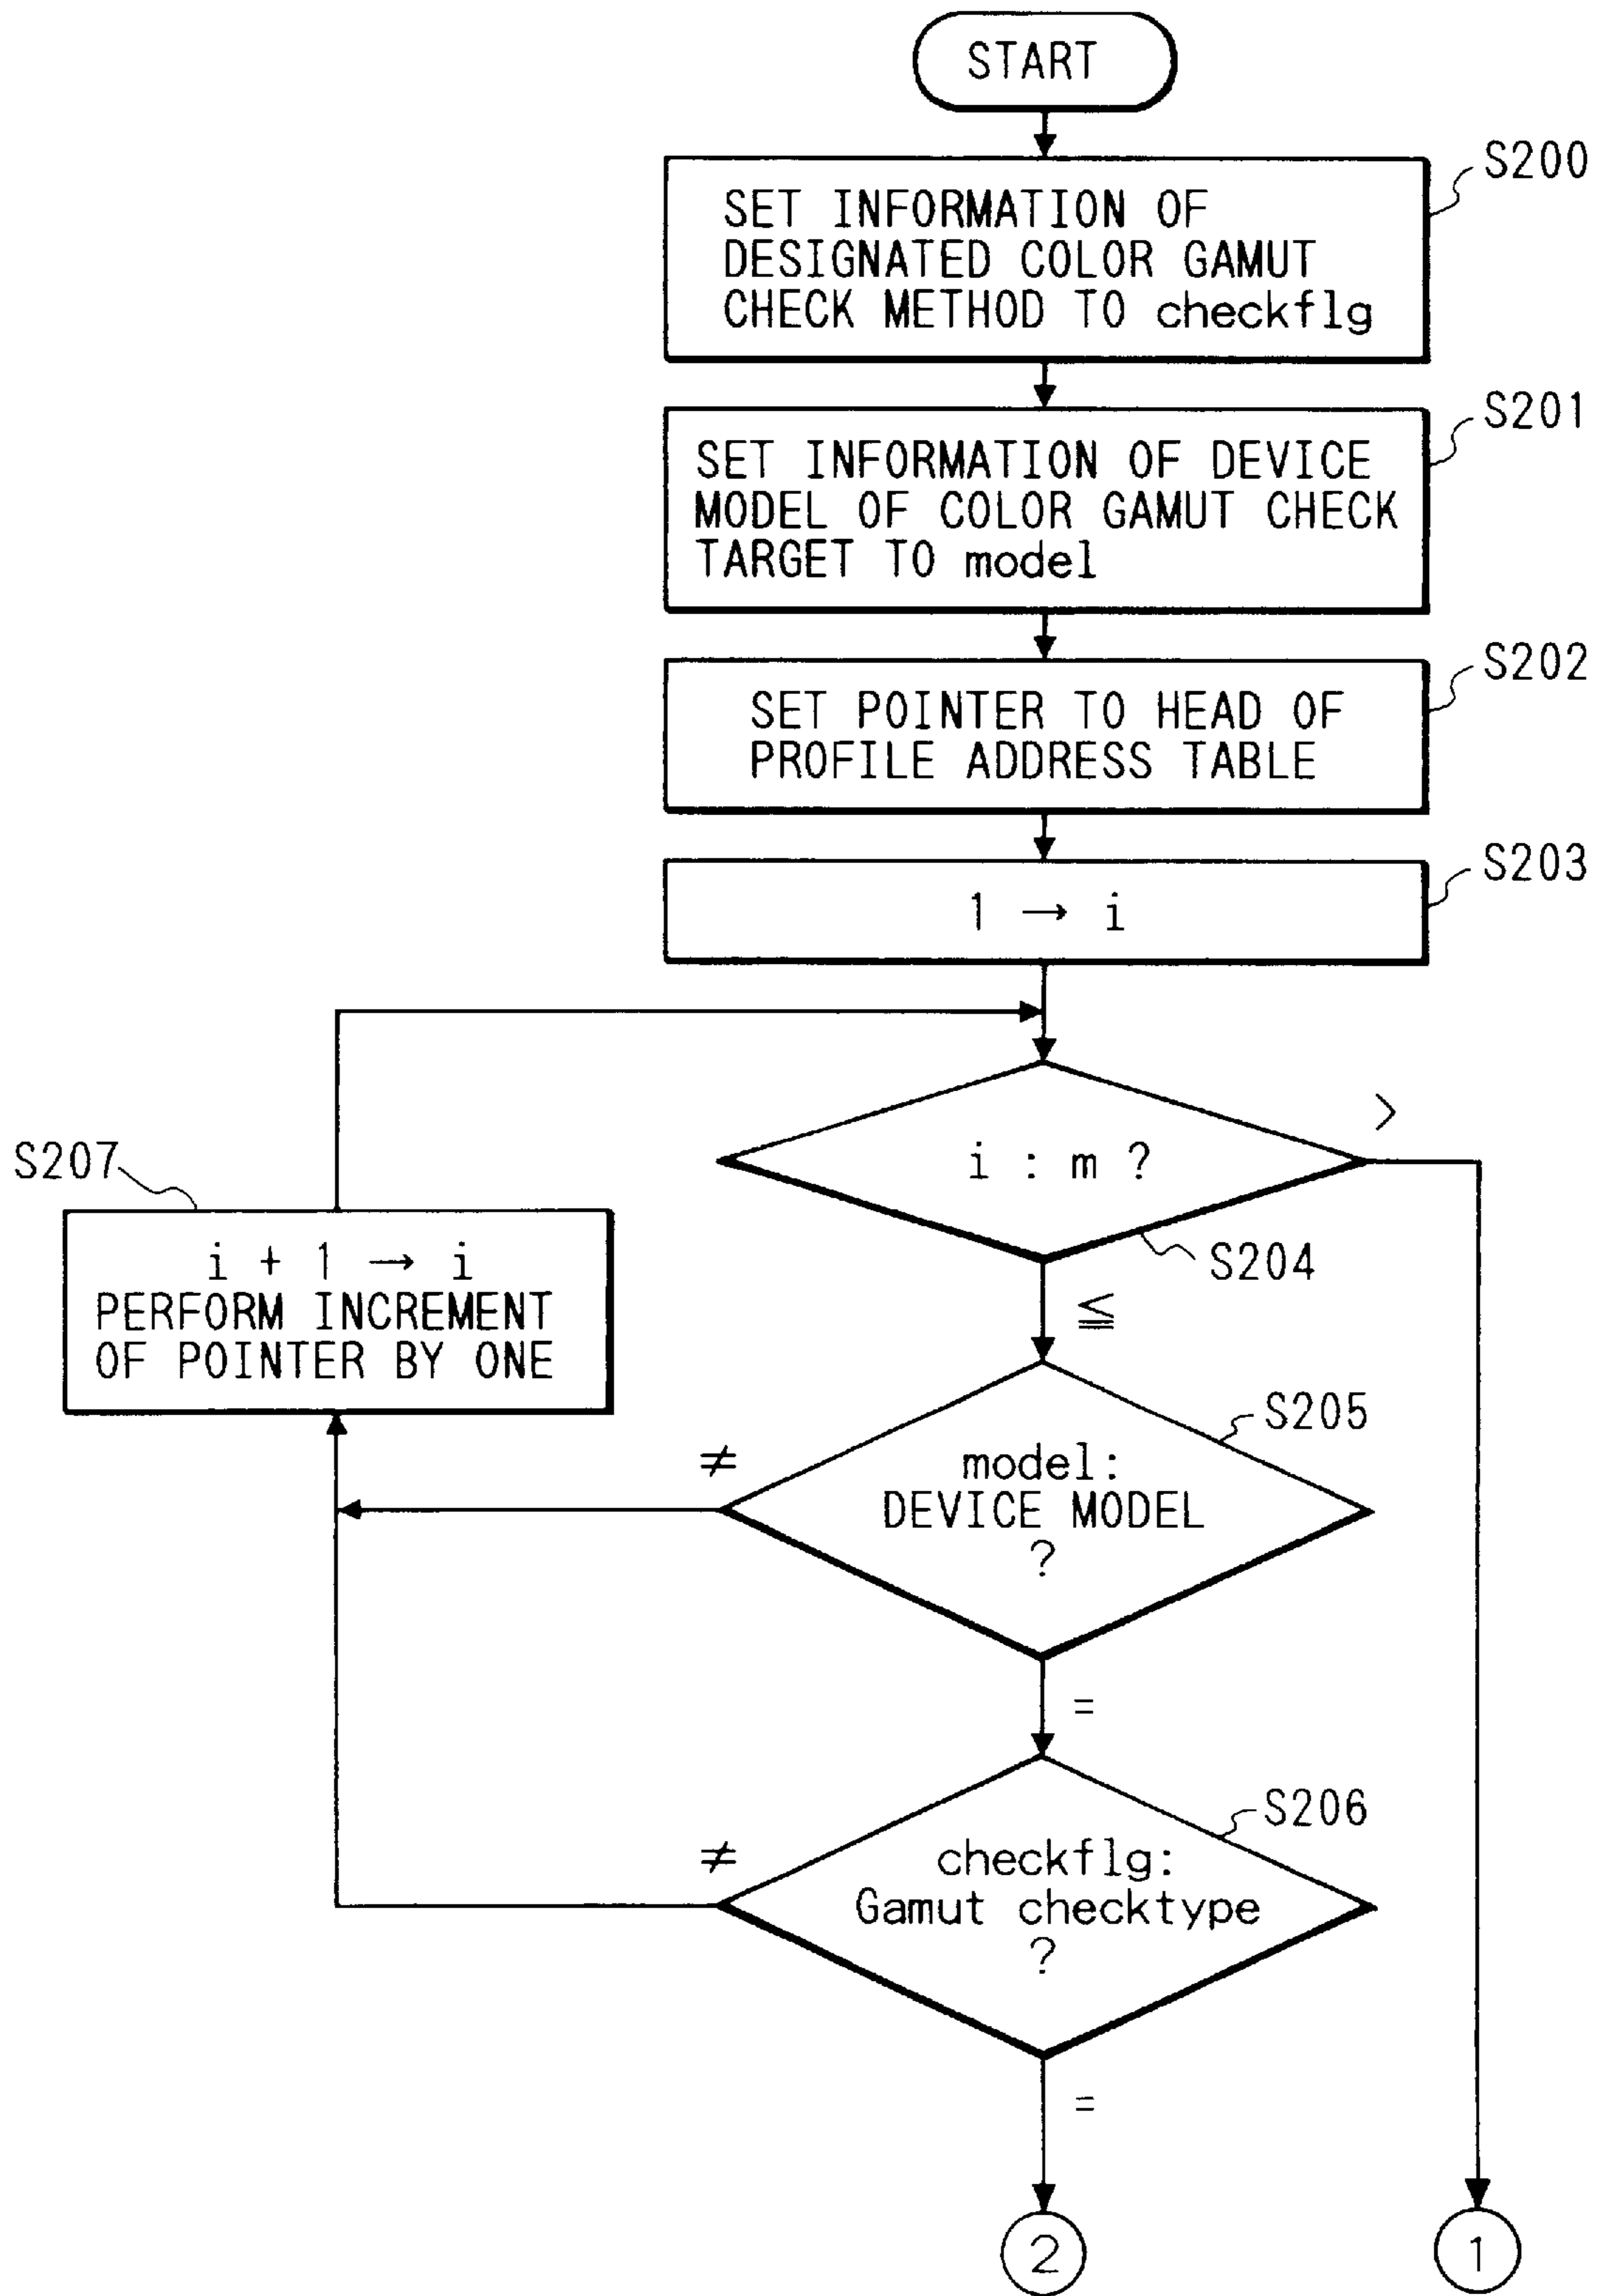 START
S200
SET INFORMATION OF
DESIGNATED COLOR GAMUT
CHECK METHOD TO checkflg
S201
SET INFORMATION OF DEVICE
MODEL OF COLOR GAMUT CHECK
TARGET TO model
S202
SET POINTER TO HEAD OF
PROFILE ADDRESS TABLE
S203
1 → i
>
i : m ?
S204
≦
S207
i + 1 → i
PERFORM INCREMENT
OF POINTER BY ONE
S205
≠
model:
DEVICE MODEL
?
=
S206
≠
checkflg:
Gamut checktype
?
=
2
1